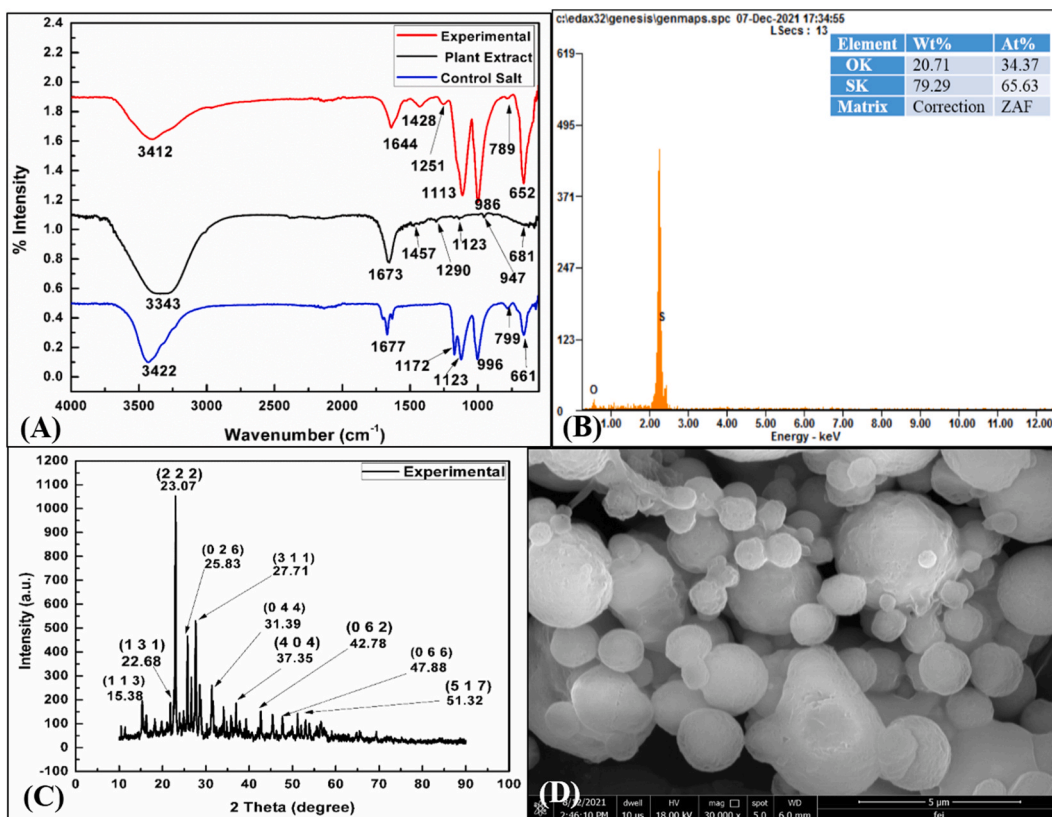 % Intensity
2.4
2.2
2.0
1.8
1.6
1.4
1.2
1.0
0.8
0.6
0.4
0.2
0.0
Experimental
Plant Extract
Control Salt
3412
1644
1428
1251
1113
986
789
652
3343
1673
1457
1290
1123
947
681
3422
1677
1172
1123
996
799
661
4000 3500 3000 2500 2000 1500 1000
Wavenumber (cm-1)
(A)
c:\edax32\genesis\genmaps.spc 07-Dec-2021 17:34:55
LSecs : 13
Element Wt% At%
OK 20.71 34.37
SK 79.29 65.63
Matrix Correction ZAF
619
495
371
247
123
0
O
S
1.00 2.00 3.00 4.00 5.00 6.00 7.00 8.00 9.00 10.00 11.00 12.00
Energy - keV
(B)
Intensity (a.u.)
1200
1100
1000
900
800
700
600
500
400
300
200
100
0
-100
Experimental
(2 2 2)
23.07
(0 2 6)
25.83
(3 1 1)
27.71
(0 4 4)
31.39
(1 3 1)
22.68
(4 0 4)
37.35
(0 6 2)
42.78
(1 1 3)
15.38
(0 6 6)
47.88
(5 1 7)
51.32
0 10 20 30 40 50 60 70 80 90 100
2 Theta (degree)
(C)
(D)
8/12/2021 dwell HV mag spot WD 5 µm
2:46:10 PM 10 µs 18.00 kV 30 000 x 5.0 6.0 mm fei